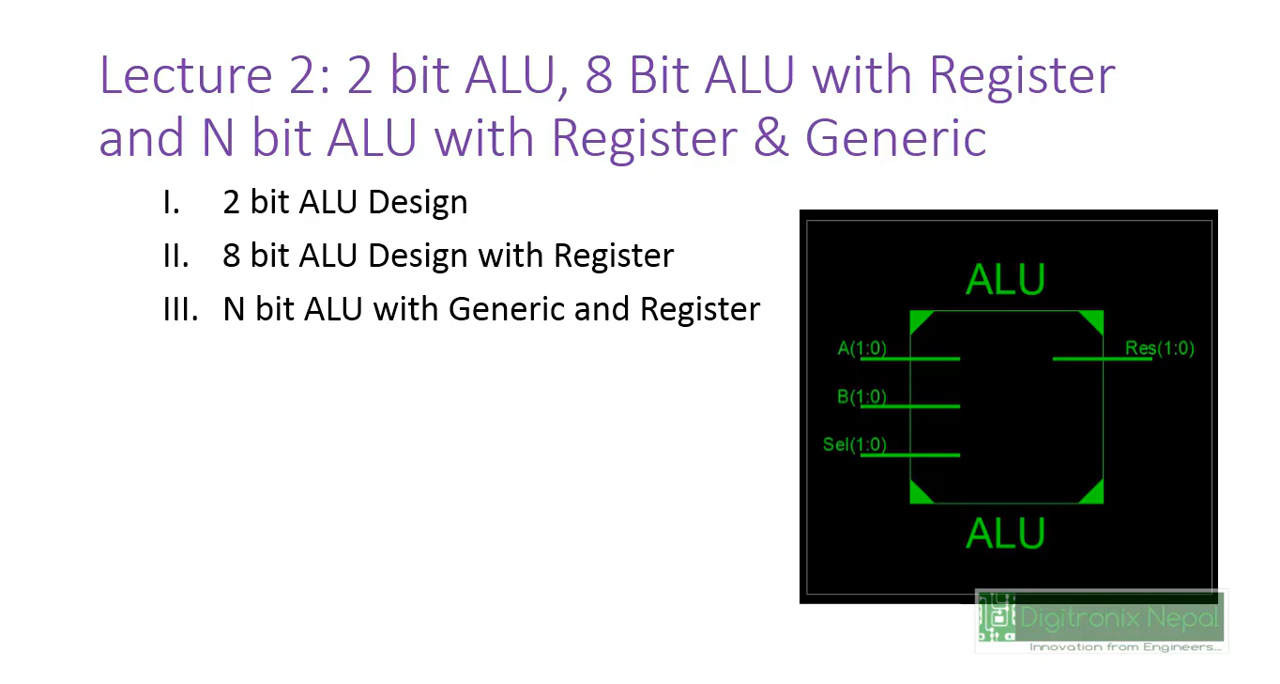 Lecture 2: 2 bit ALU, 8 Bit ALU with Register
and N bit ALU with Register & Generic
I. 2 bit ALU Design
II. 8 bit ALU Design with Register
III. N bit ALU with Generic and Register
ALU
A(1:0)
Res(1:0)
B(1:0)
Sel(1:0)
ALU
Digitronix Nepal
Innovation from Engineers...